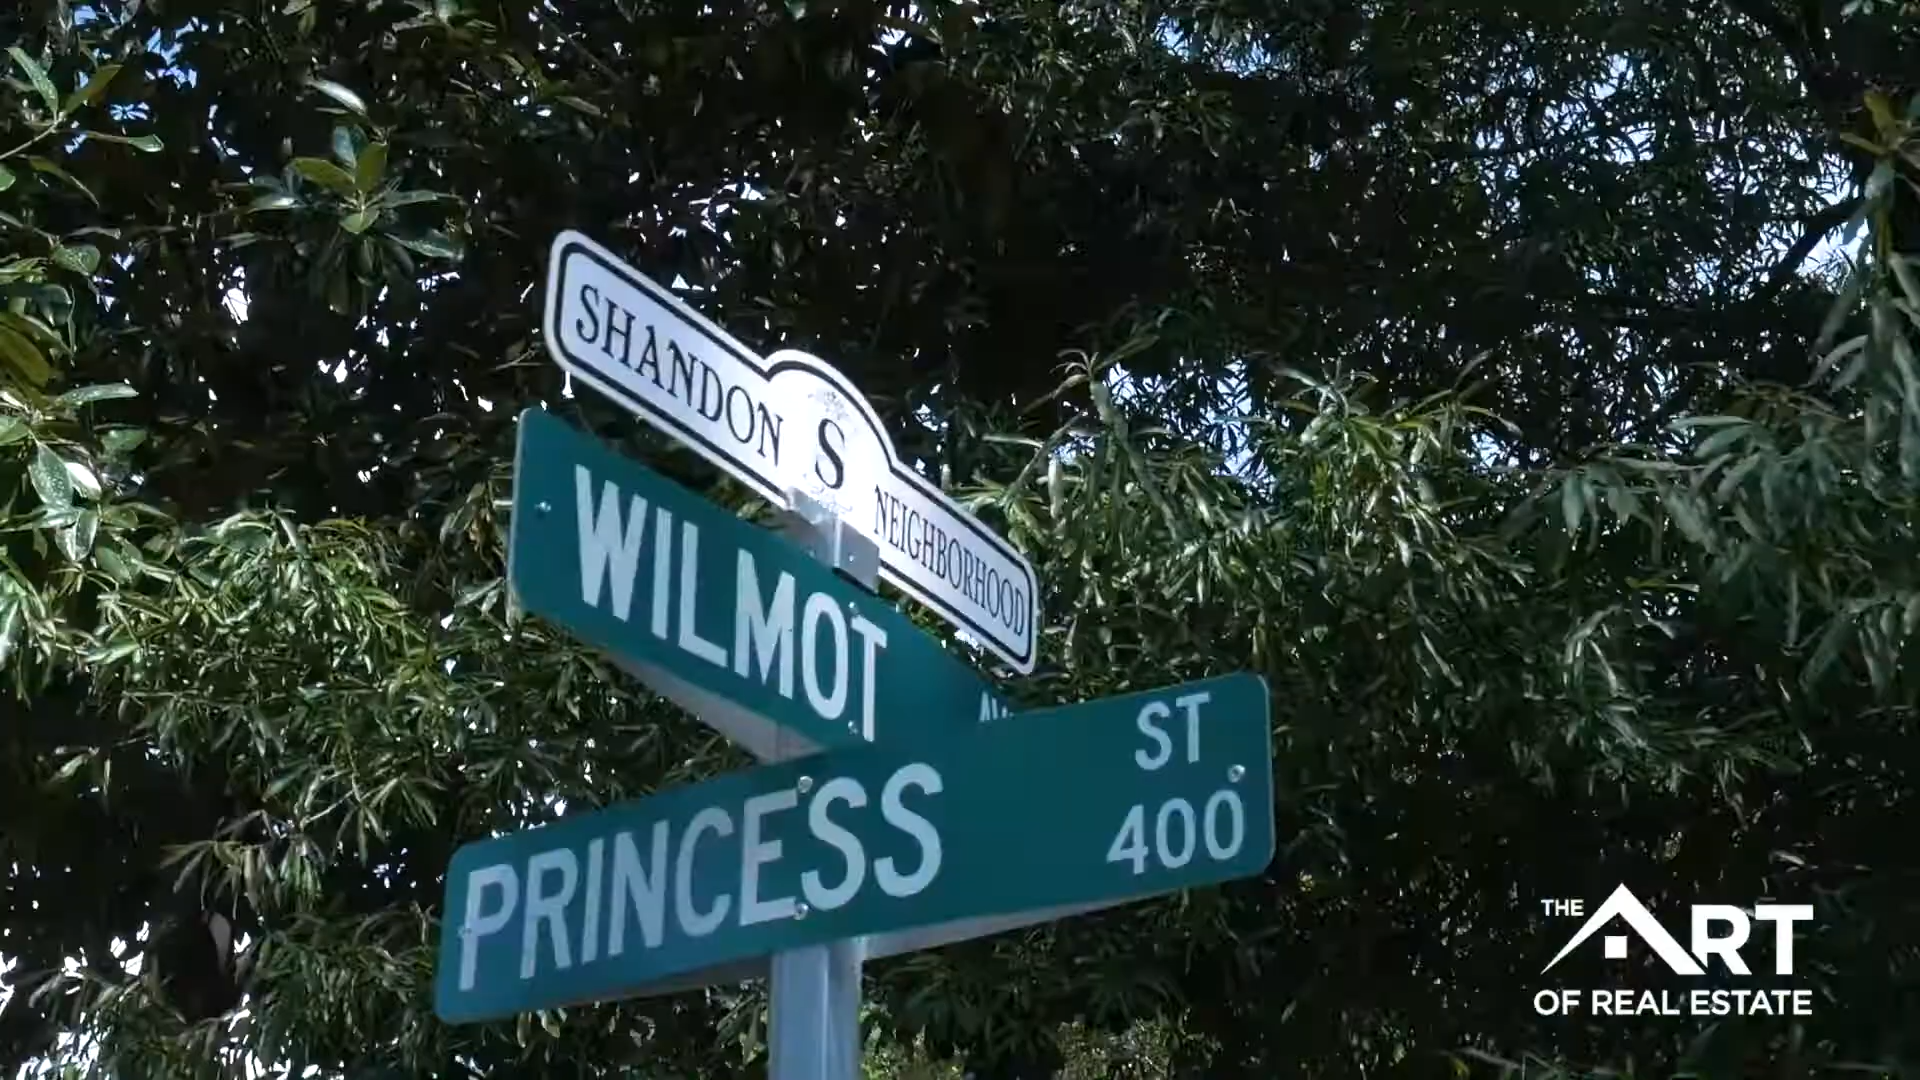 SHANDON S NEIGHBORHOOD
WILMOT
PRINCESS ST
400
THE ART
OF REAL ESTATE